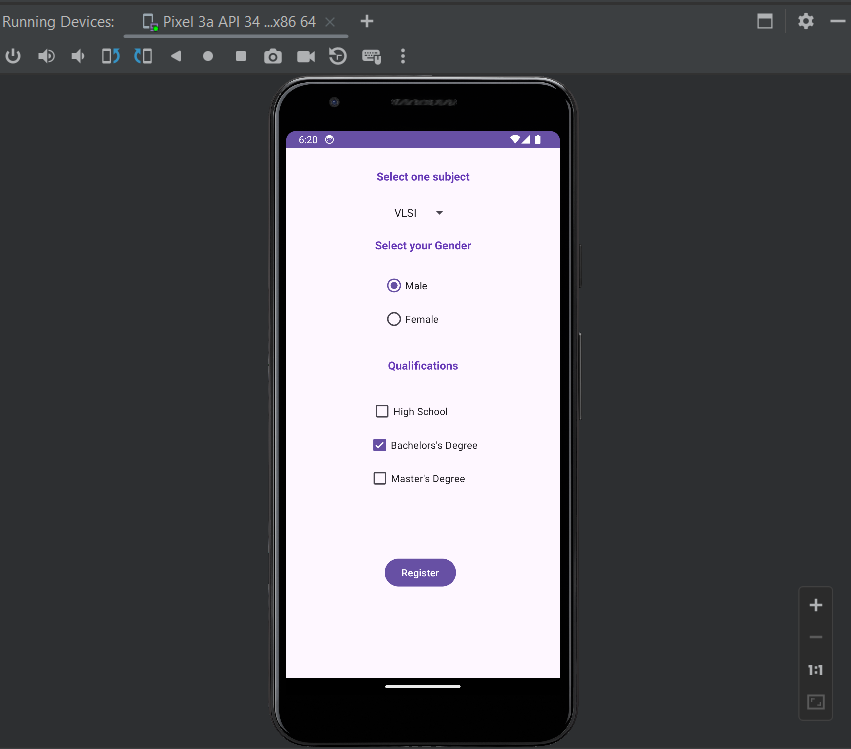 Running Devices:
Pixel 3a API 34 ...x86 64
6:20
Select one subject
VLSI
Select your Gender
Male
Female
Qualifications
High School
Bachelors's Degree
Master's Degree
Register
1:1